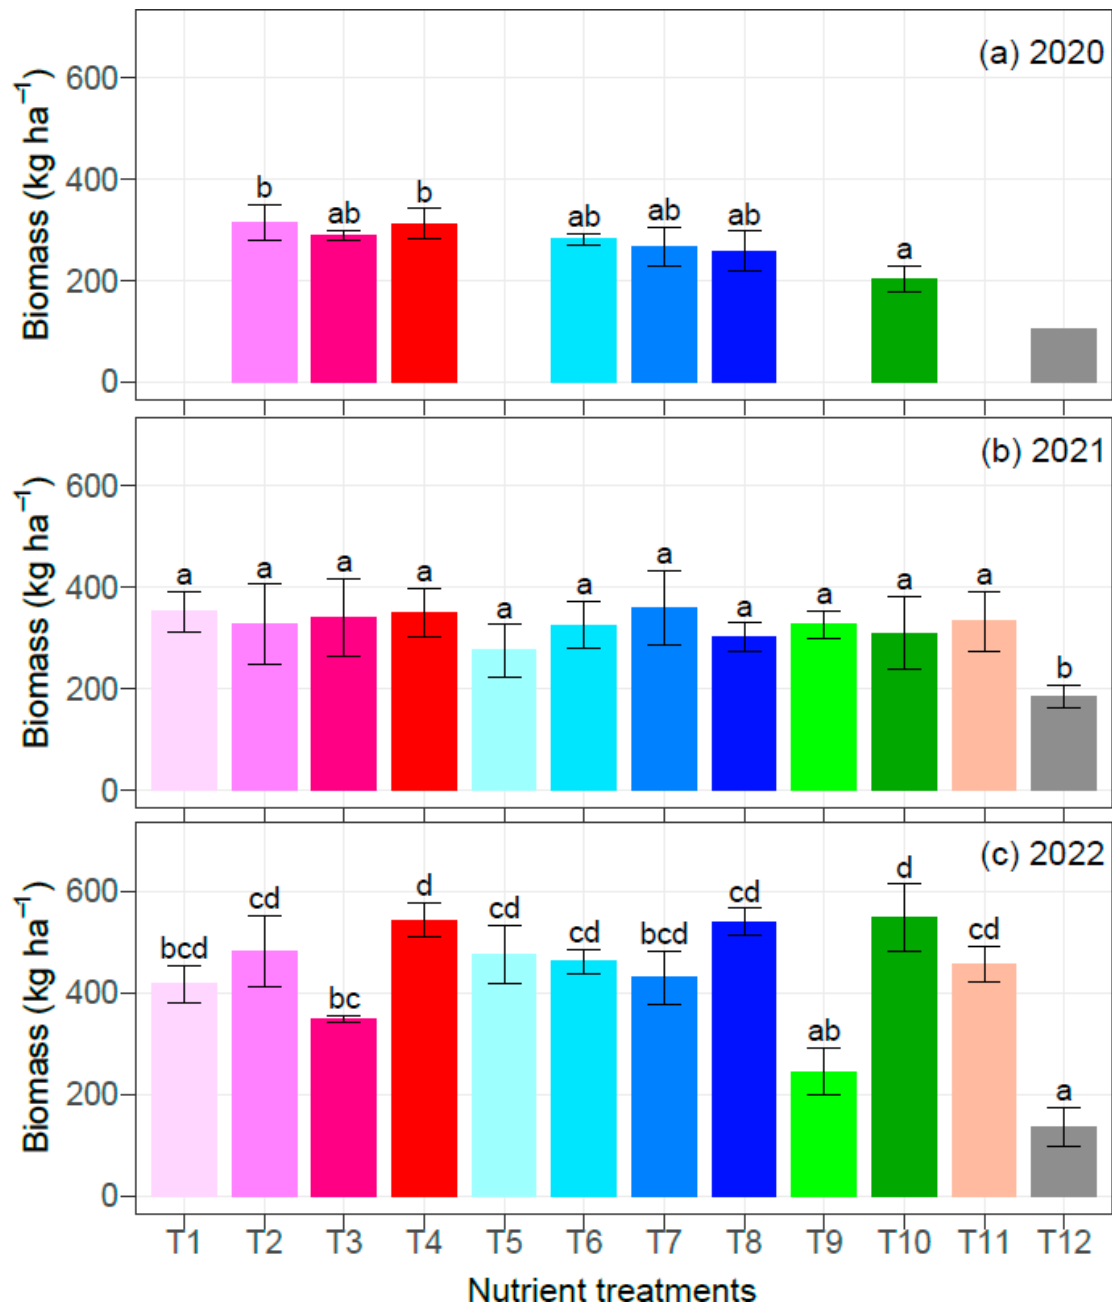 (a) 2020
Biomass (kg ha⁻¹)
600
400
200
0
b
ab
b
ab
ab
ab
a
(b) 2021
Biomass (kg ha⁻¹)
600
400
200
0
a
a
a
a
a
a
a
a
a
a
a
b
(c) 2022
Biomass (kg ha⁻¹)
600
400
200
0
bcd
cd
bc
d
cd
cd
bcd
cd
ab
d
cd
a
T1 T2 T3 T4 T5 T6 T7 T8 T9 T10 T11 T12
Nutrient treatments